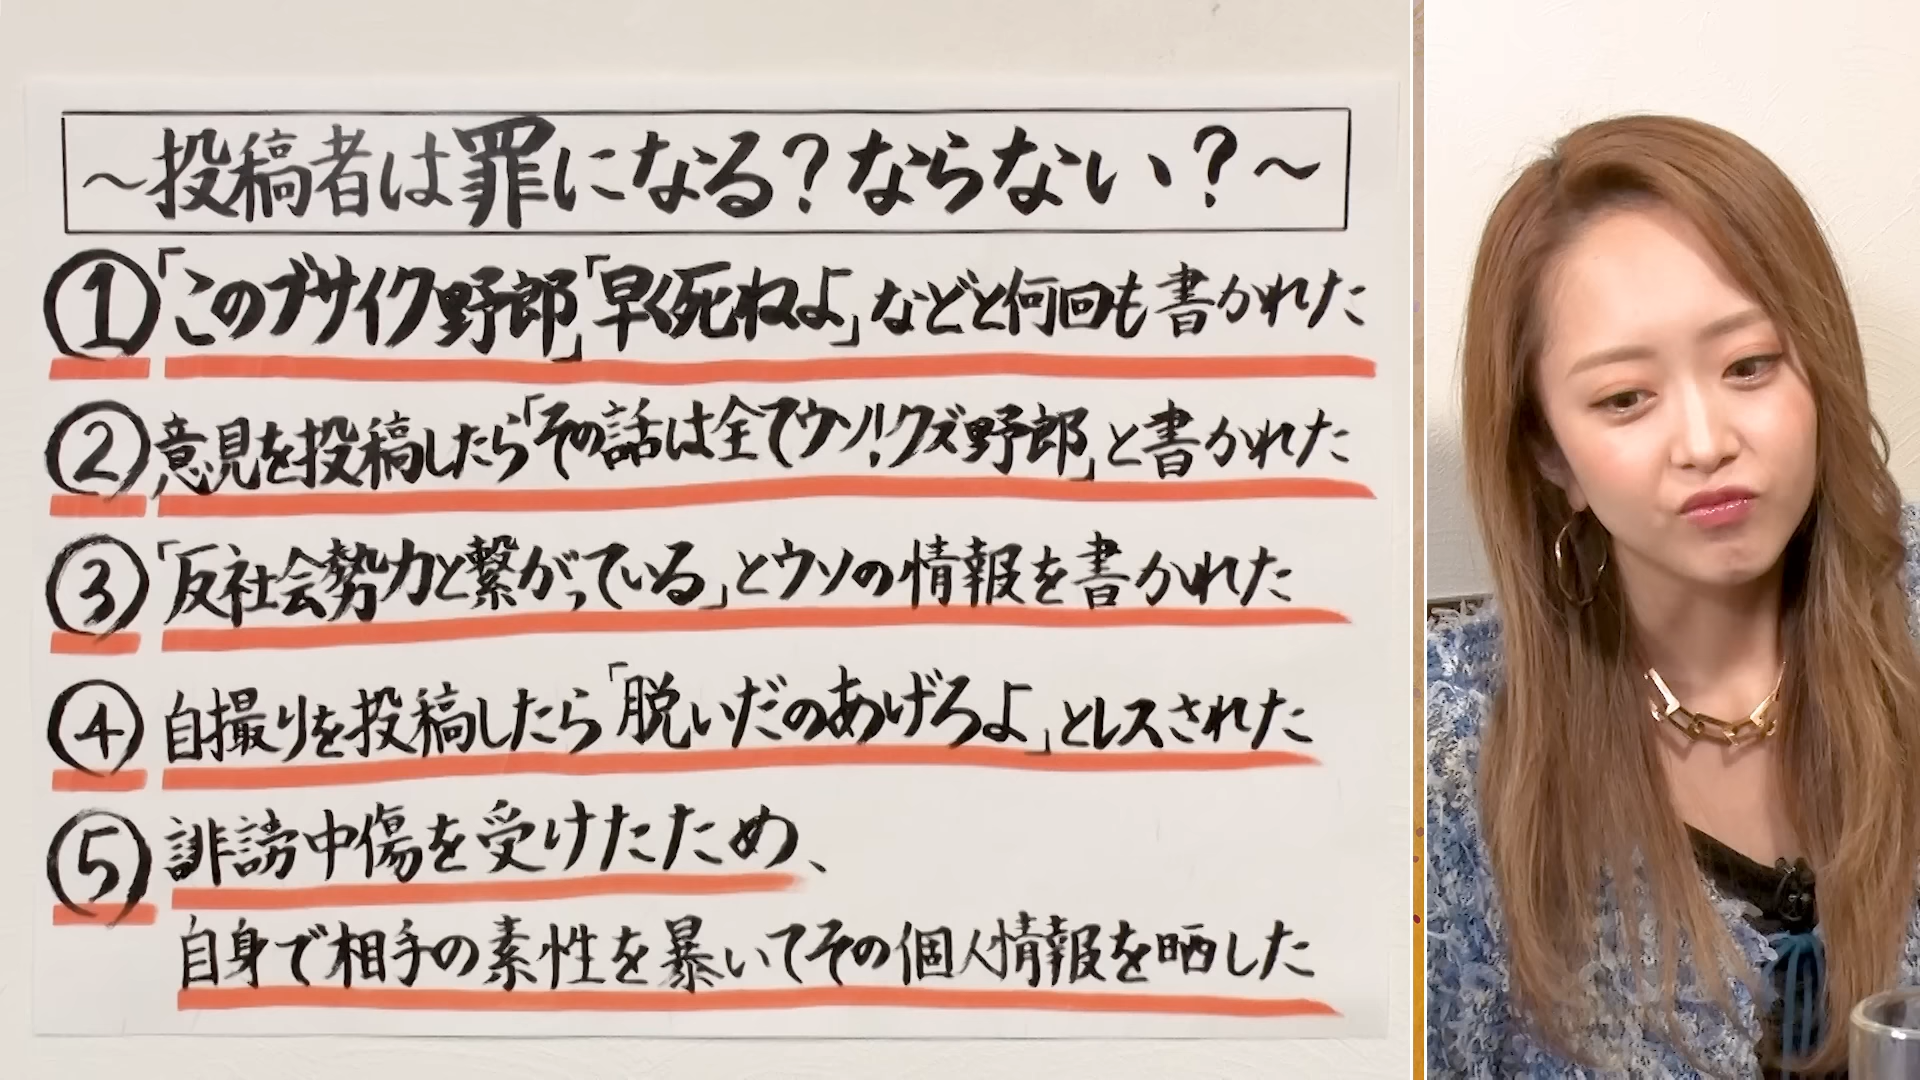 ～投稿者は罪になる？ならない？～
①「このブサイク野郎」「早く死ねよ」などと何回も書かれた
②意見を投稿したら「その話は全てウソ！クズ野郎」と書かれた
③「反社会勢力と繋がっている」とウソの情報を書かれた
④自撮りを投稿したら「脱いだのあげろよ」とレスされた
⑤誹謗中傷を受けたため、
自身で相手の素性を暴いてその個人情報を晒した